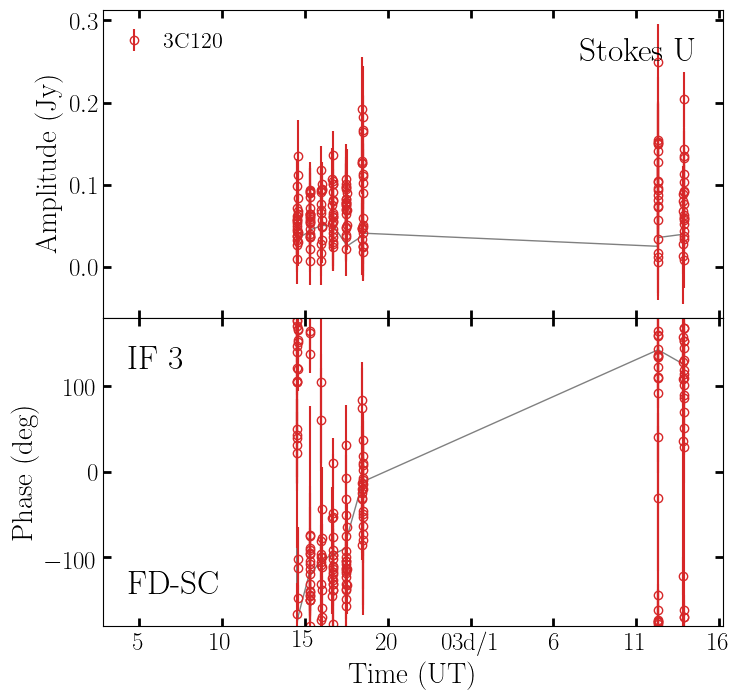 3C120
Stokes U
0.3
0.2
0.1
0.0
Amplitude (Jy)
IF 3
FD-SC
100
0
−100
Phase (deg)
5 10 15 20 03d/1 6 11 16
Time (UT)